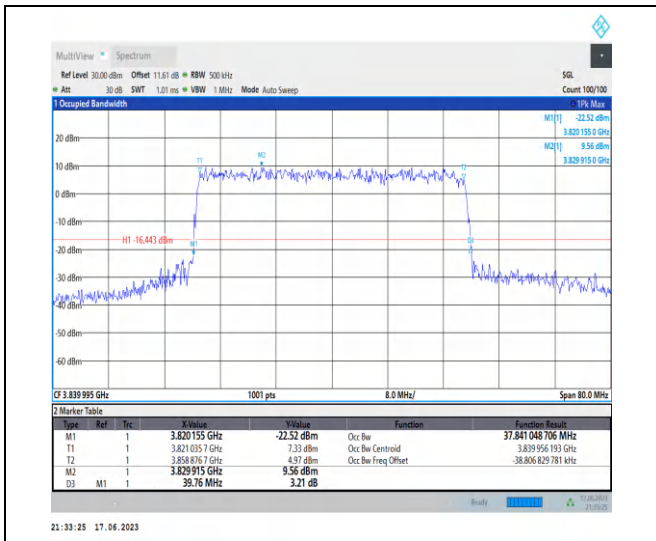 MultiView Spectrum
Ref Level 30.00 dBm Offset 11.61 dB RBW 500 kHz SGL
Att 30 dB SWT 1.01 ms VBW 1 MHz Mode Auto Sweep Count 100/100
1 Occupied Bandwidth 1Pk Max
M1[1] -22.52 dBm
3.820 155 0 GHz
M2[1] 9.56 dBm
3.829 915 0 GHz
20 dBm
10 dBm
T1 M2 T2
0 dBm
-10 dBm
H1 -16.443 dBm
M1 D3
-20 dBm
-30 dBm
-40 dBm
-50 dBm
-60 dBm
CF 3.839 995 GHz 1001 pts 8.0 MHz/ Span 80.0 MHz
2 Marker Table
Type Ref Trc X-Value Y-Value Function Function Result
M1 1 3.820 155 GHz -22.52 dBm Occ Bw 37.841 048 706 MHz
T1 1 3.821 035 7 GHz 7.33 dBm Occ Bw Centroid 3.839 956 193 GHz
T2 1 3.858 876 7 GHz 4.97 dBm Occ Bw Freq Offset -38.806 829 781 kHz
M2 1 3.829 915 GHz 9.56 dBm
D3 M1 1 39.76 MHz 3.21 dB
Ready 17.06.2023
21:33:25
21:33:25 17.06.2023